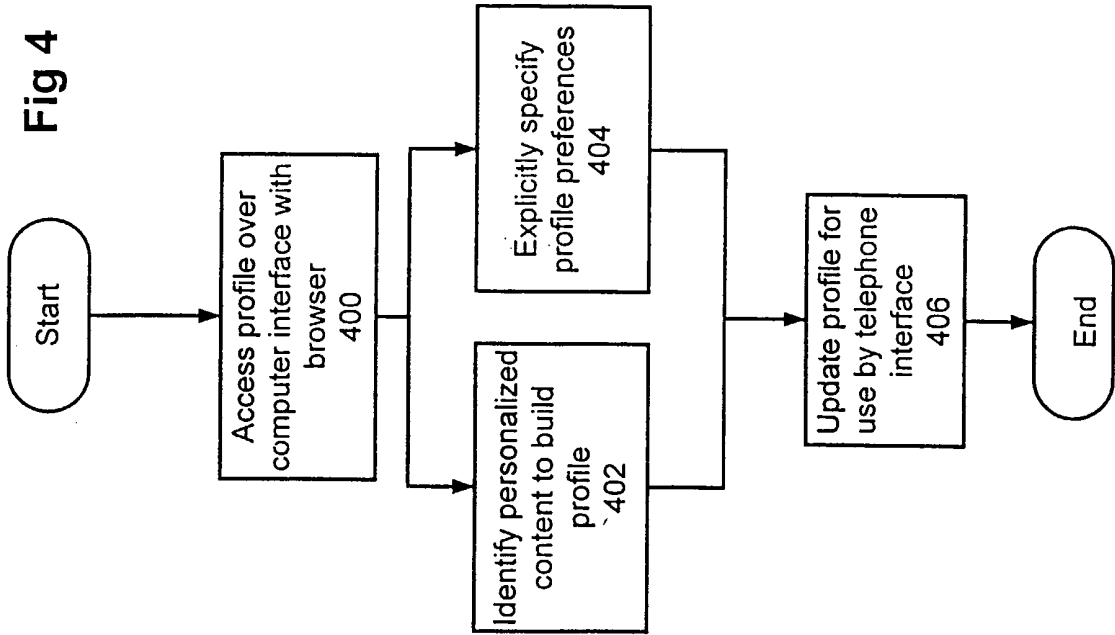 Fig 4
Start
Access profile over
computer interface with
browser
400
Identify personalized
content to build
profile
402
Explicitly specify
profile preferences
404
Update profile for
use by telephone
interface
406
End